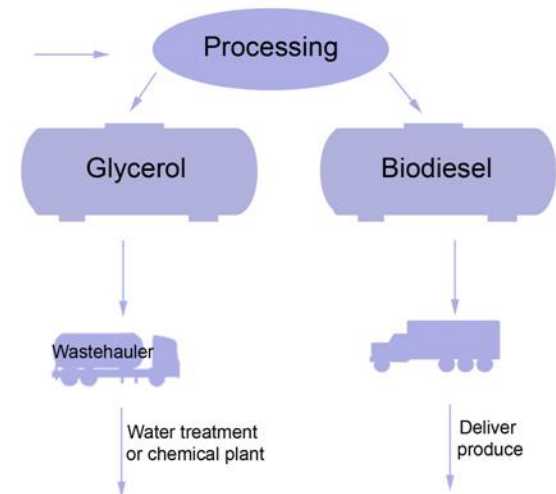 Processing
Glycerol
Biodiesel
Wastehauler
Water treatment
or chemical plant
Deliver
produce